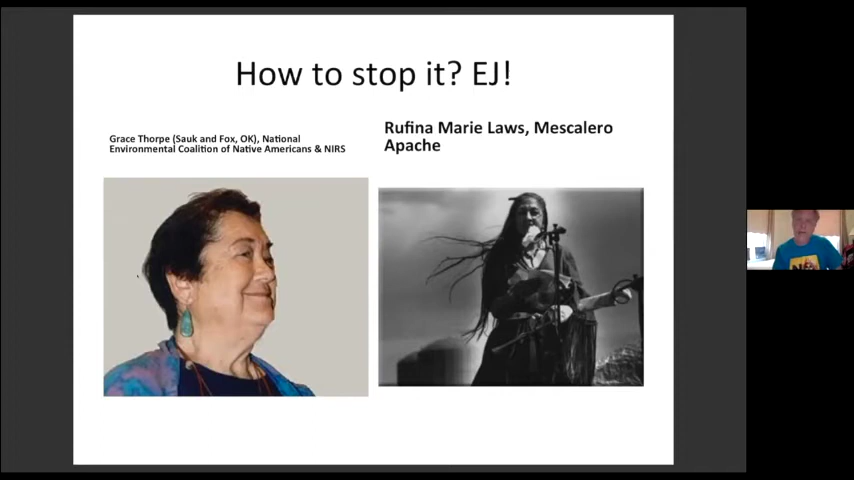 How to stop it? EJ!
Grace Thorpe (Sauk and Fox, OK), National
Environmental Coalition of Native Americans & NIRS
Rufina Marie Laws, Mescalero
Apache